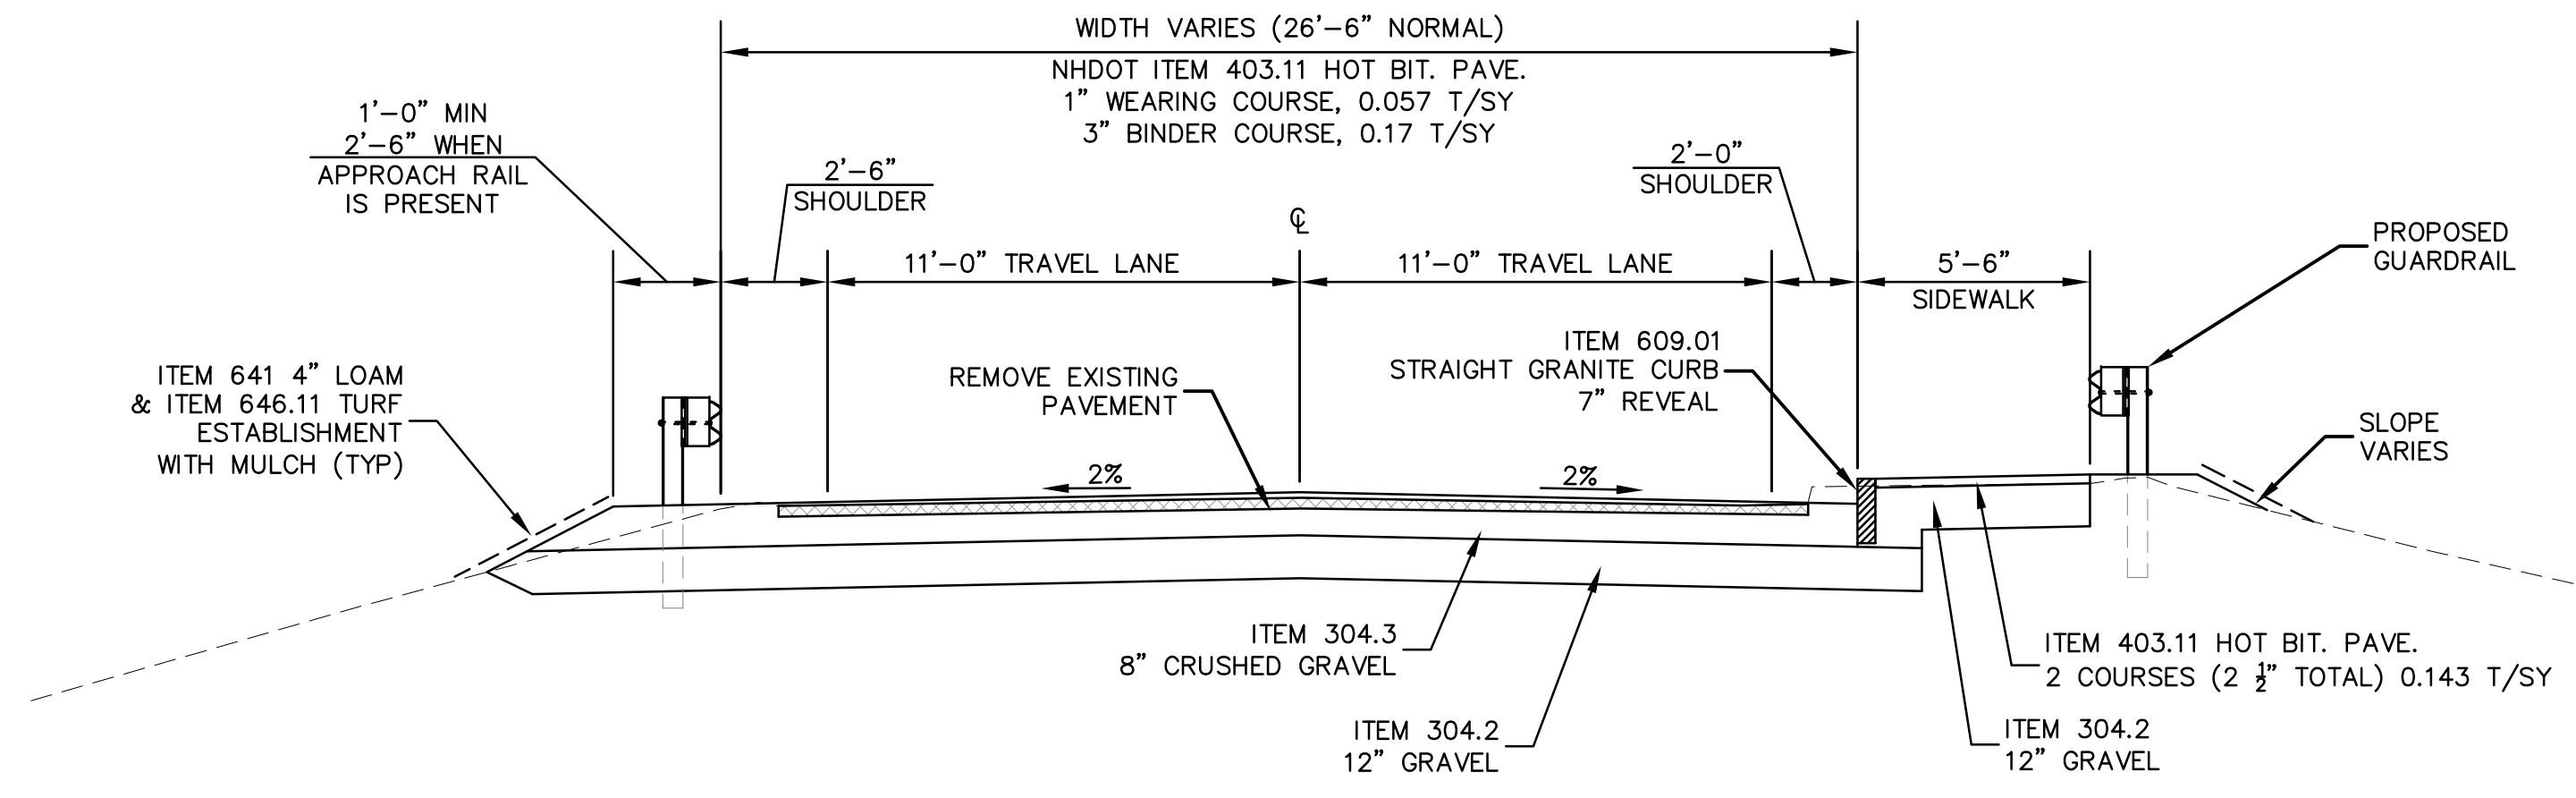 WIDTH VARIES (26'-6" NORMAL)
NHDOT ITEM 403.11 HOT BIT. PAVE.
1" WEARING COURSE, 0.057 T/SY
3" BINDER COURSE, 0.17 T/SY
1'-0" MIN
2'-6" WHEN
APPROACH RAIL
IS PRESENT
2'-6"
SHOULDER
2'-0"
SHOULDER
℄
11'-0" TRAVEL LANE
11'-0" TRAVEL LANE
5'-6"
SIDEWALK
PROPOSED
GUARDRAIL
ITEM 641 4" LOAM
& ITEM 646.11 TURF
ESTABLISHMENT
WITH MULCH (TYP)
REMOVE EXISTING
PAVEMENT
ITEM 609.01
STRAIGHT GRANITE CURB
7" REVEAL
SLOPE
VARIES
2%
2%
ITEM 304.3
8" CRUSHED GRAVEL
ITEM 304.2
12" GRAVEL
ITEM 403.11 HOT BIT. PAVE.
2 COURSES (2 ½" TOTAL) 0.143 T/SY
ITEM 304.2
12" GRAVEL